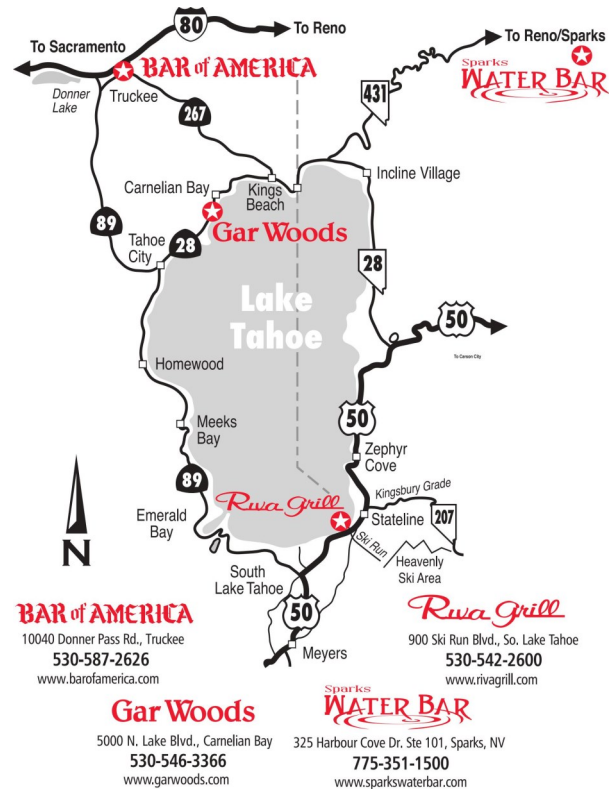 80
To Reno
To Sacramento
BAR of AMERICA
Donner
Lake
Truckee
267
431
To Reno/Sparks
Sparks
WATER BAR
Carnelian Bay
Kings
Beach
Incline Village
Gar Woods
89
Tahoe
City
28
28
Lake
Tahoe
50
To Carson City
Homewood
50
Meeks
Bay
Zephyr
Cove
89
Kingsbury Grade
Riva Grill
207
Emerald
Bay
Stateline
Ski Run
Heavenly
Ski Area
N
South
Lake Tahoe
50
Meyers
BAR of AMERICA
10040 Donner Pass Rd., Truckee
530-587-2626
www.barofamerica.com
Riva Grill
900 Ski Run Blvd., So. Lake Tahoe
530-542-2600
www.rivagrill.com
Gar Woods
5000 N. Lake Blvd., Carnelian Bay
530-546-3366
www.garwoods.com
Sparks
WATER BAR
325 Harbour Cove Dr. Ste 101, Sparks, NV
775-351-1500
www.sparkswaterbar.com